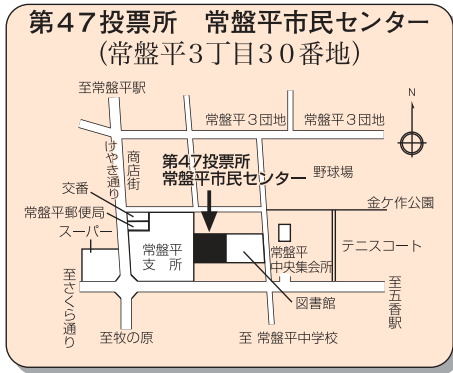 第47投票所　常盤平市民センター
(常盤平3丁目30番地)
至常盤平駅
N
常盤平3団地
常盤平3団地
けやき通り
商店街
第47投票所
常盤平市民センター
野球場
交番
常盤平郵便局
スーパー
金ケ作公園
常盤平
支　所
常盤平
中央集会所
テニスコート
至さくら通り
図書館
至五香駅
至牧の原
至 常盤平中学校